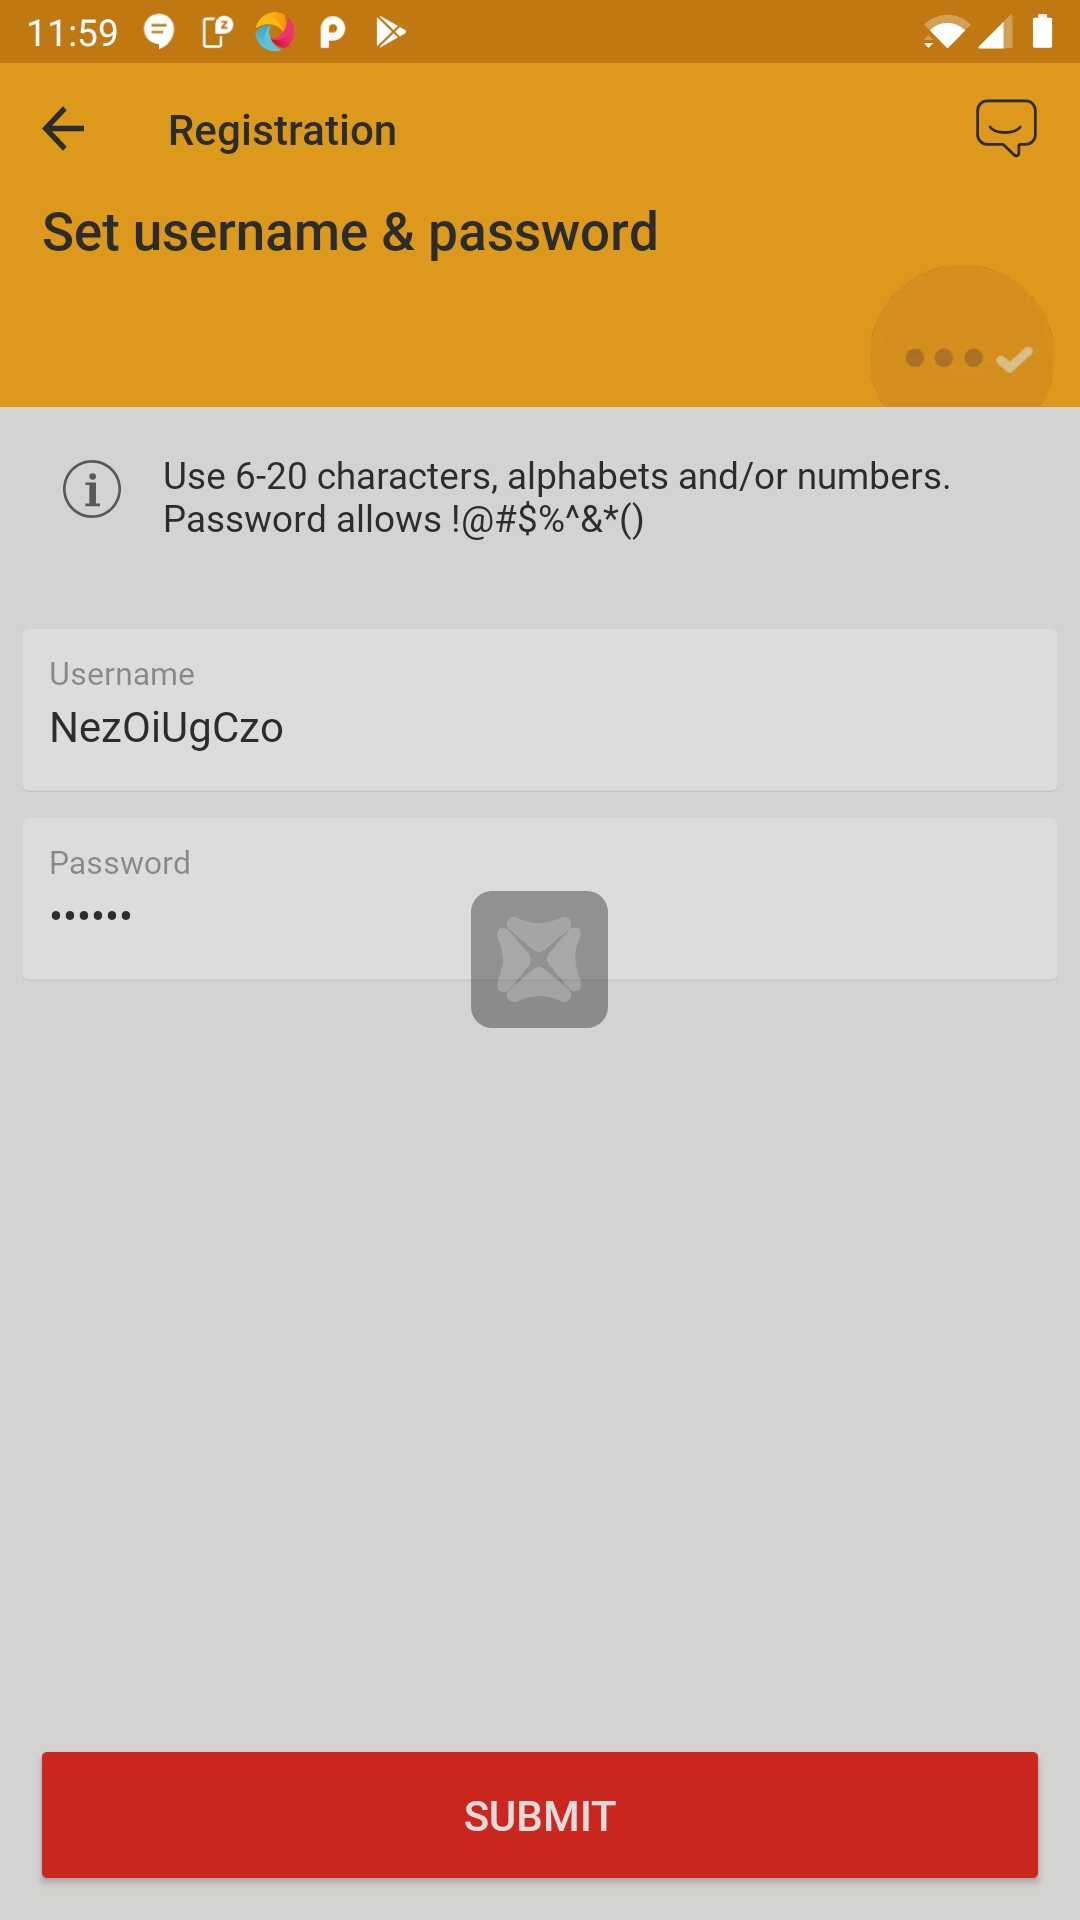 11:59
Registration
Set username & password
Use 6-20 characters, alphabets and/or numbers.
Password allows !@#$%^&*()
Username
NezOiUgCzo
Password
••••••
SUBMIT